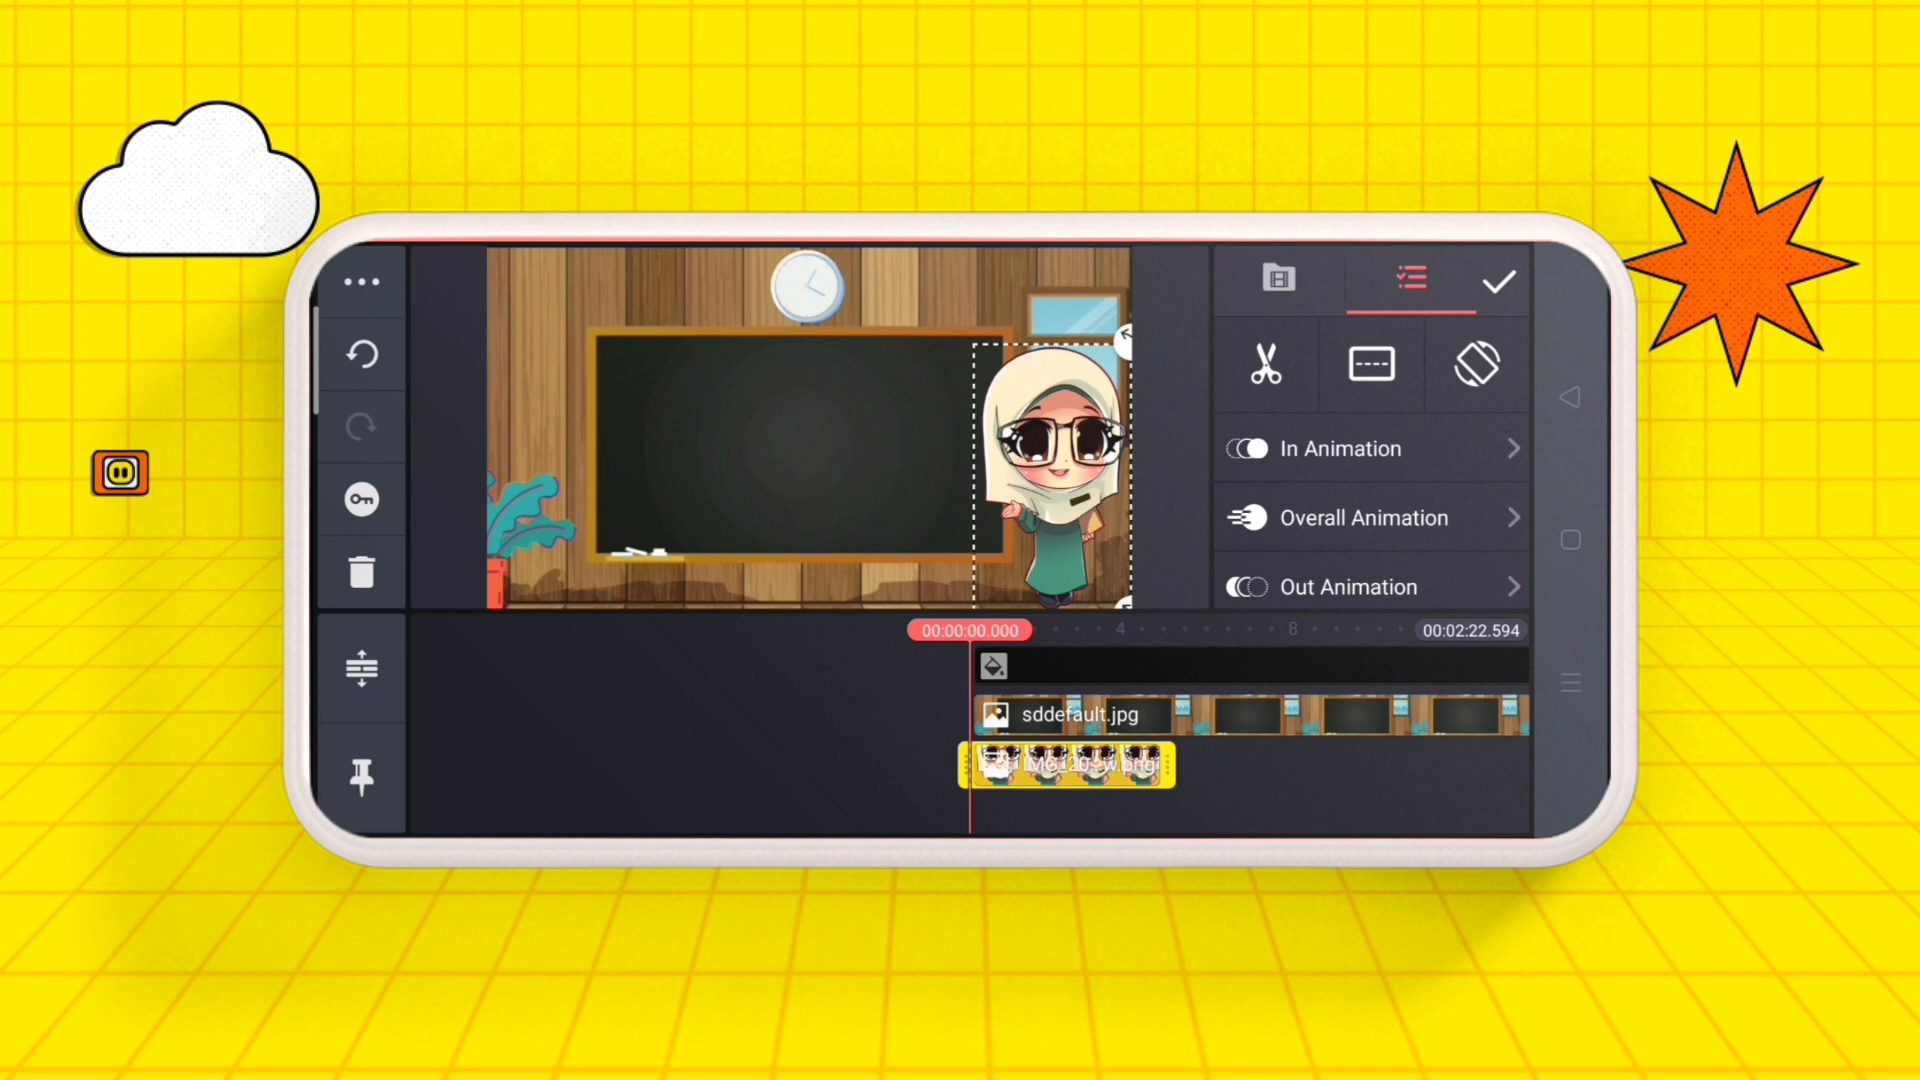 In Animation
Overall Animation
Out Animation
00:00:00.000
4
8
00:02:22.594
sddefault.jpg